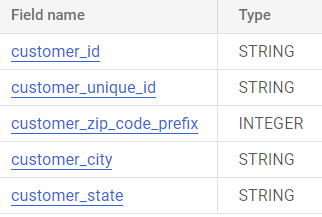 Field name Type
customer_id STRING
customer_unique_id STRING
customer_zip_code_prefix INTEGER
customer_city STRING
customer_state STRING